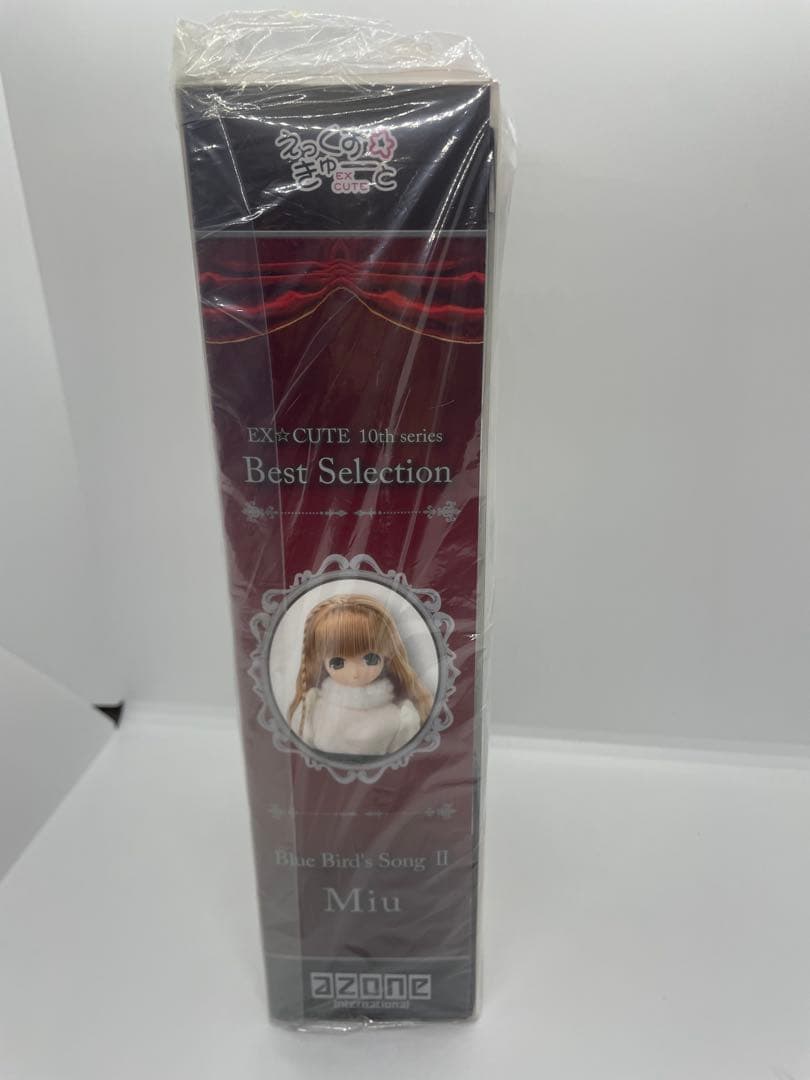 えっくす☆
きゅーと
EX
CUTE
EX☆CUTE 10th series
Best Selection
Blue Bird's Song II
Miu
azone
international